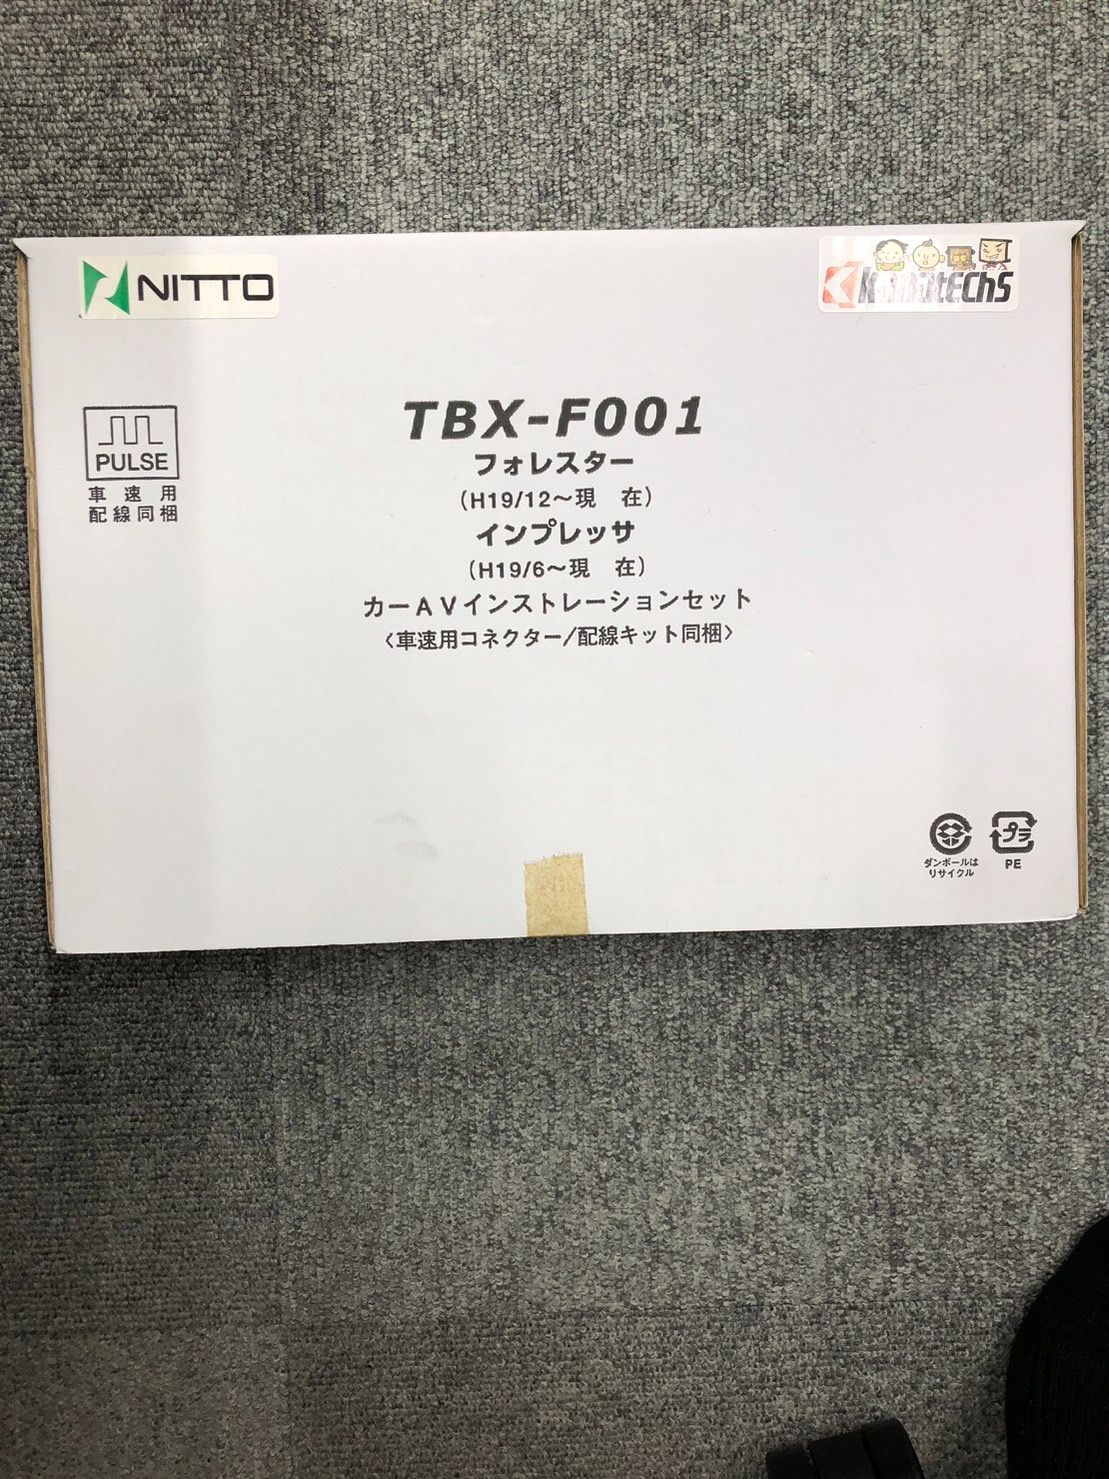 NITTO
TBX-F001
フォレスター
(H19/12～現　在)
インプレッサ
(H19/6～現　在)
カーAVインストレーションセット
〈車速用コネクター/配線キット同梱〉
PULSE
車速用
配線同梱
ダンボールは
リサイクル
プラ
PE